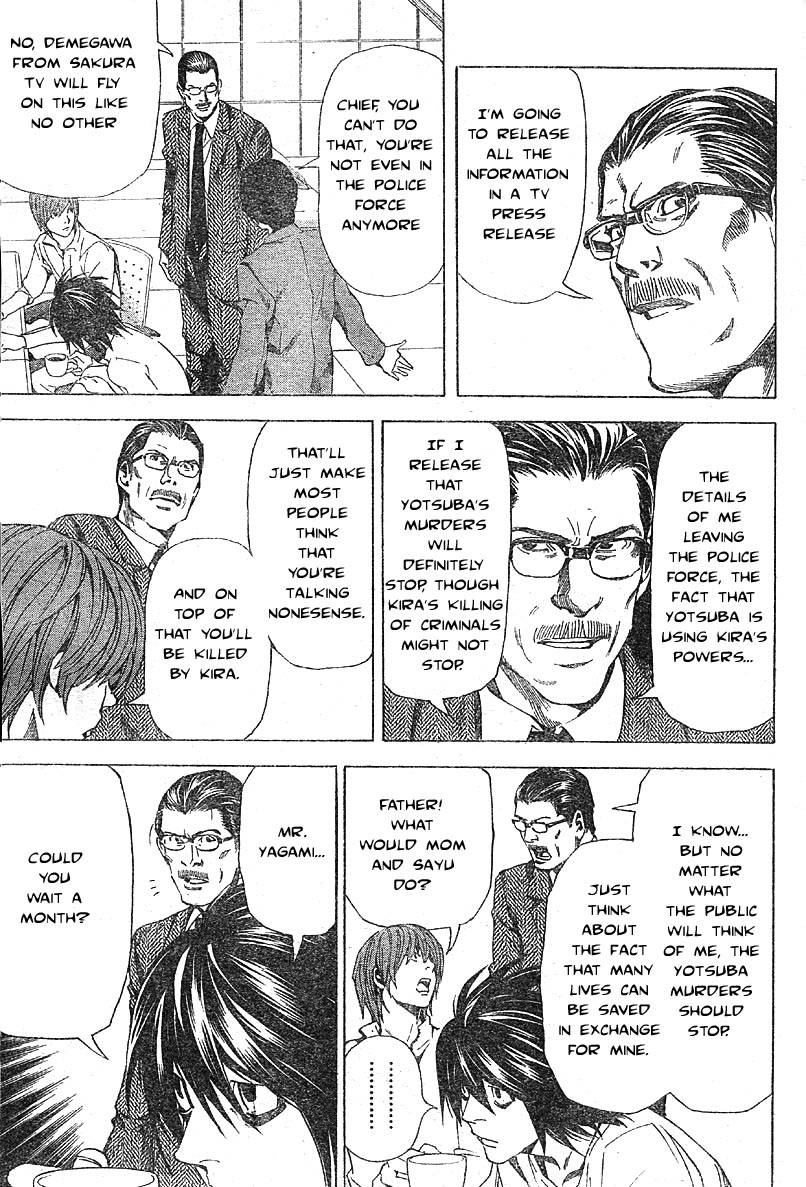 I'M GOING
TO RELEASE
ALL THE
INFORMATION
IN A TV
PRESS
RELEASE
CHIEF, YOU
CAN'T DO
THAT, YOU'RE
NOT EVEN IN
THE POLICE
FORCE
ANYMORE
NO, DEMEGAWA
FROM SAKURA
TV WILL FLY
ON THIS LIKE
NO OTHER
THE
DETAILS
OF ME
LEAVING
THE POLICE
FORCE, THE
FACT THAT
YOTSUBA IS
USING KIRA'S
POWERS...
IF I
RELEASE
THAT
YOTSUBA'S
MURDERS
WILL
DEFINITELY
STOP, THOUGH
KIRA'S KILLING
OF CRIMINALS
MIGHT NOT
STOP.
THAT'LL
JUST MAKE
MOST
PEOPLE
THINK
THAT
YOU'RE
TALKING
NONESENSE.
AND ON
TOP OF
THAT YOU'LL
BE KILLED
BY KIRA.
I KNOW...
BUT NO
MATTER
WHAT
THE PUBLIC
WILL THINK
OF ME, THE
YOTSUBA
MURDERS
SHOULD
STOP.
JUST
THINK
ABOUT
THE FACT
THAT MANY
LIVES CAN
BE SAVED
IN EXCHANGE
FOR MINE.
FATHER!
WHAT
WOULD MOM
AND SAYU
DO?
.........
MR.
YAGAMI...
COULD
YOU
WAIT A
MONTH?